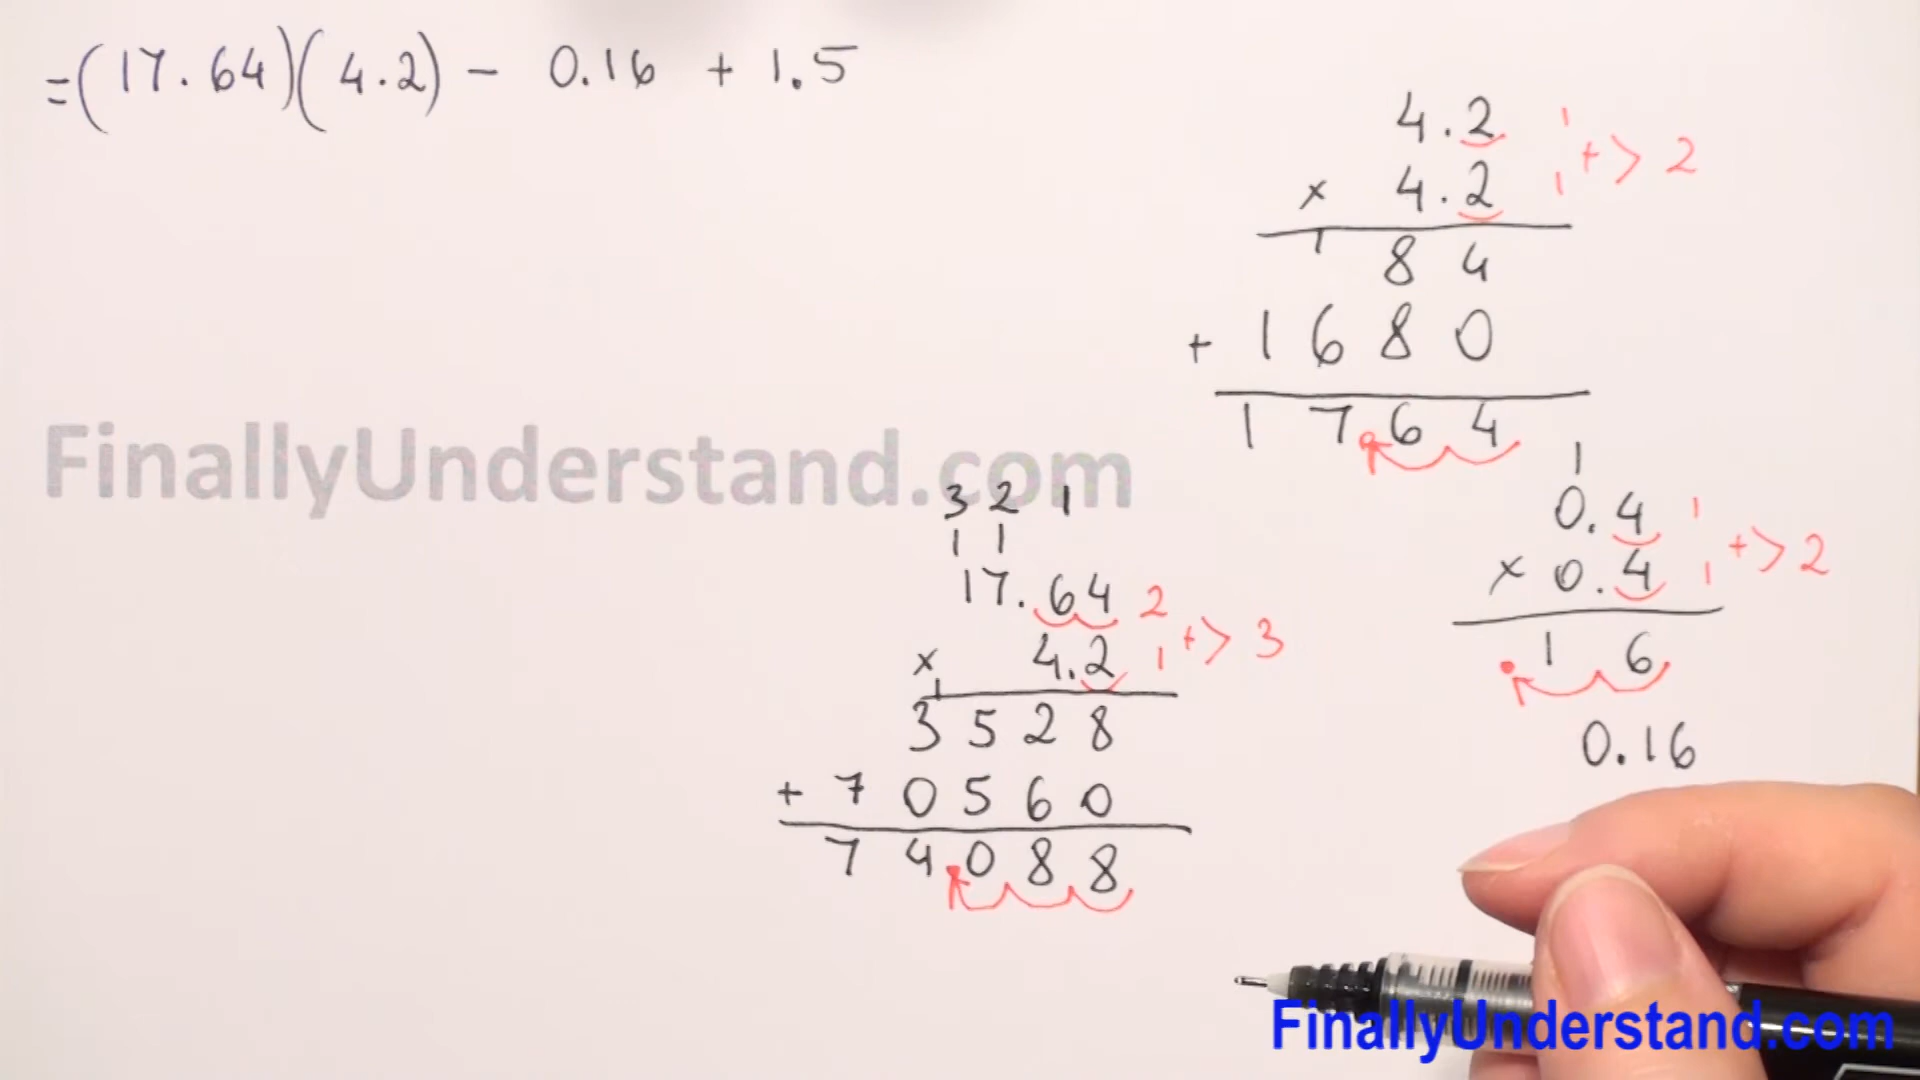 =(17.64)(4.2) - 0.16 + 1.5
4.2 1
x 4.2 1 +> 2
1 8 4
+ 1 6 8 0
1 7 6 4
FinallyUnderstand.com
3 2 1
1 1
17.64 2
x 4.2 1 +> 3
1
3 5 2 8
+ 7 0 5 6 0
7 4 0 8 8
1
0.4 1
x 0.4 1 +> 2
1 6
0.16
FinallyUnderstand.com